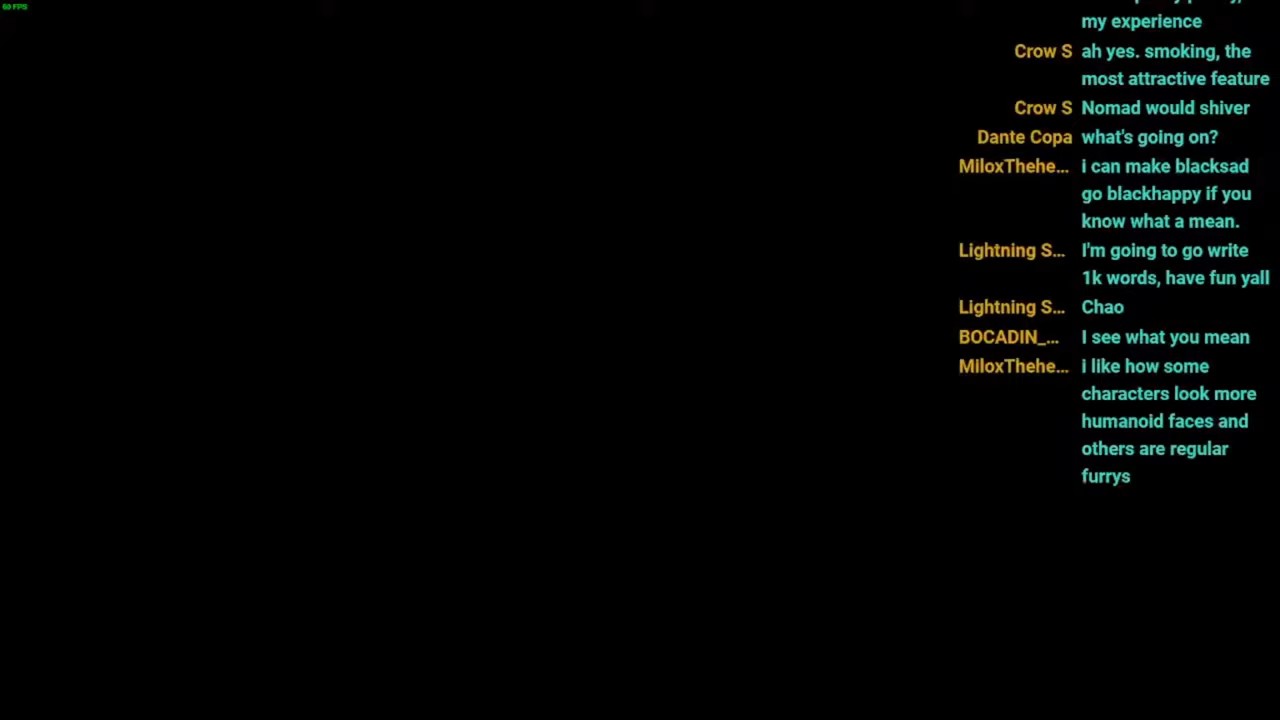 60 FPS
my experience
Crow S ah yes. smoking, the
most attractive feature
Crow S Nomad would shiver
Dante Copa what's going on?
MiloxThehe... i can make blacksad
go blackhappy if you
know what a mean.
Lightning S... I'm going to go write
1k words, have fun yall
Lightning S... Chao
BOCADIN_... I see what you mean
MiloxThehe... i like how some
characters look more
humanoid faces and
others are regular
furrys